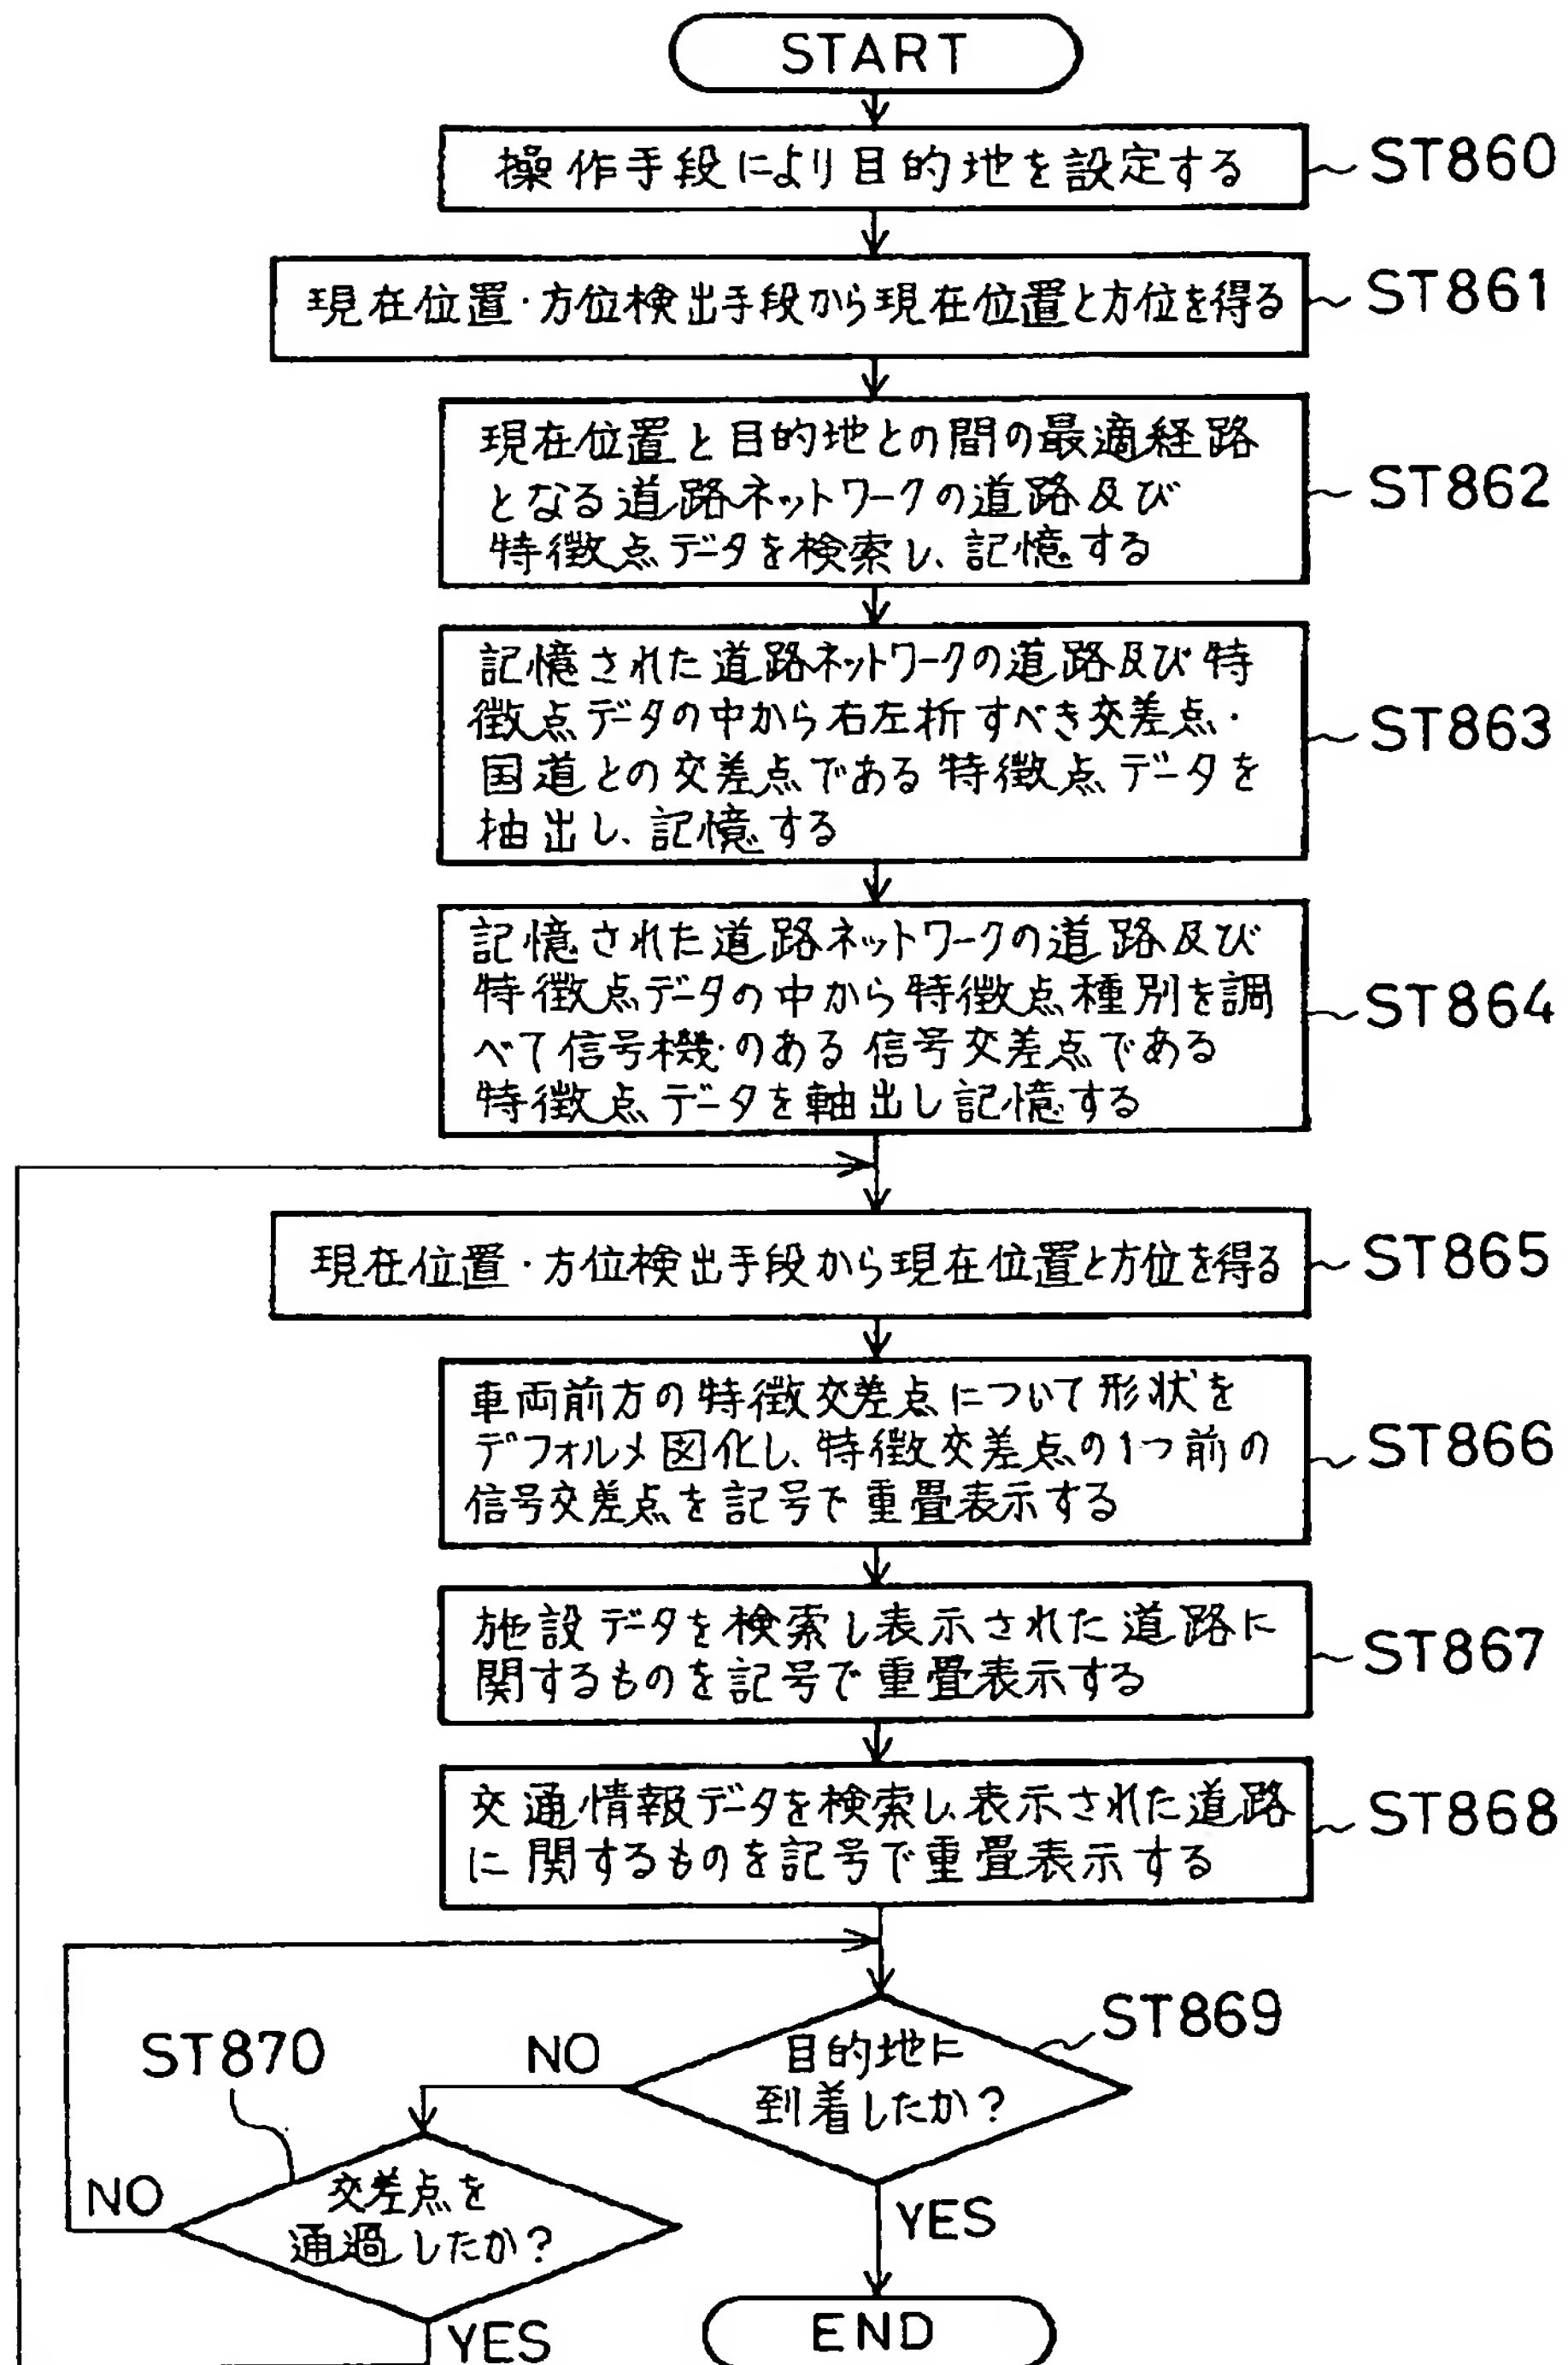 START
操作手段により目的地を設定する
ST860
現在位置・方位検出手段から現在位置と方位を得る
ST861
現在位置と目的地との間の最適経路
となる道路ネットワークの道路及び
特徴点データを検索し、記憶する
ST862
記憶された道路ネットワークの道路及び特
徴点データの中から右左折すべき交差点・
国道との交差点である特徴点データを
抽出し、記憶する
ST863
記憶された道路ネットワークの道路及び
特徴点データの中から特徴点種別を調
べて信号機のある信号交差点である
特徴点データを軸出し記憶する
ST864
現在位置・方位検出手段から現在位置と方位を得る
ST865
車両前方の特徴交差点について形状を
デフォルメ図化し、特徴交差点の1つ前の
信号交差点を記号で重畳表示する
ST866
施設データを検索し表示された道路に
関するものを記号で重畳表示する
ST867
交通情報データを検索し、表示された道路
に関するものを記号で重畳表示する
ST868
ST869
目的地に
到着したか?
NO
ST870
交差点を
通過したか?
NO
YES
YES
END